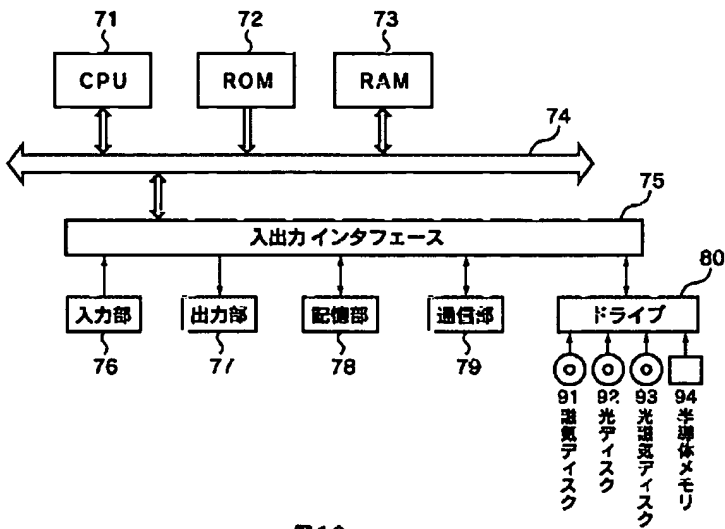 71
72
73
CPU
ROM
RAM
74
75
入出力 インタフェース
80
入力部
出力部
記憶部
通信部
ドライブ
76
77
78
79
91
92
93
94
磁気ディスク
光ディスク
光磁気ディスク
半導体メモリ